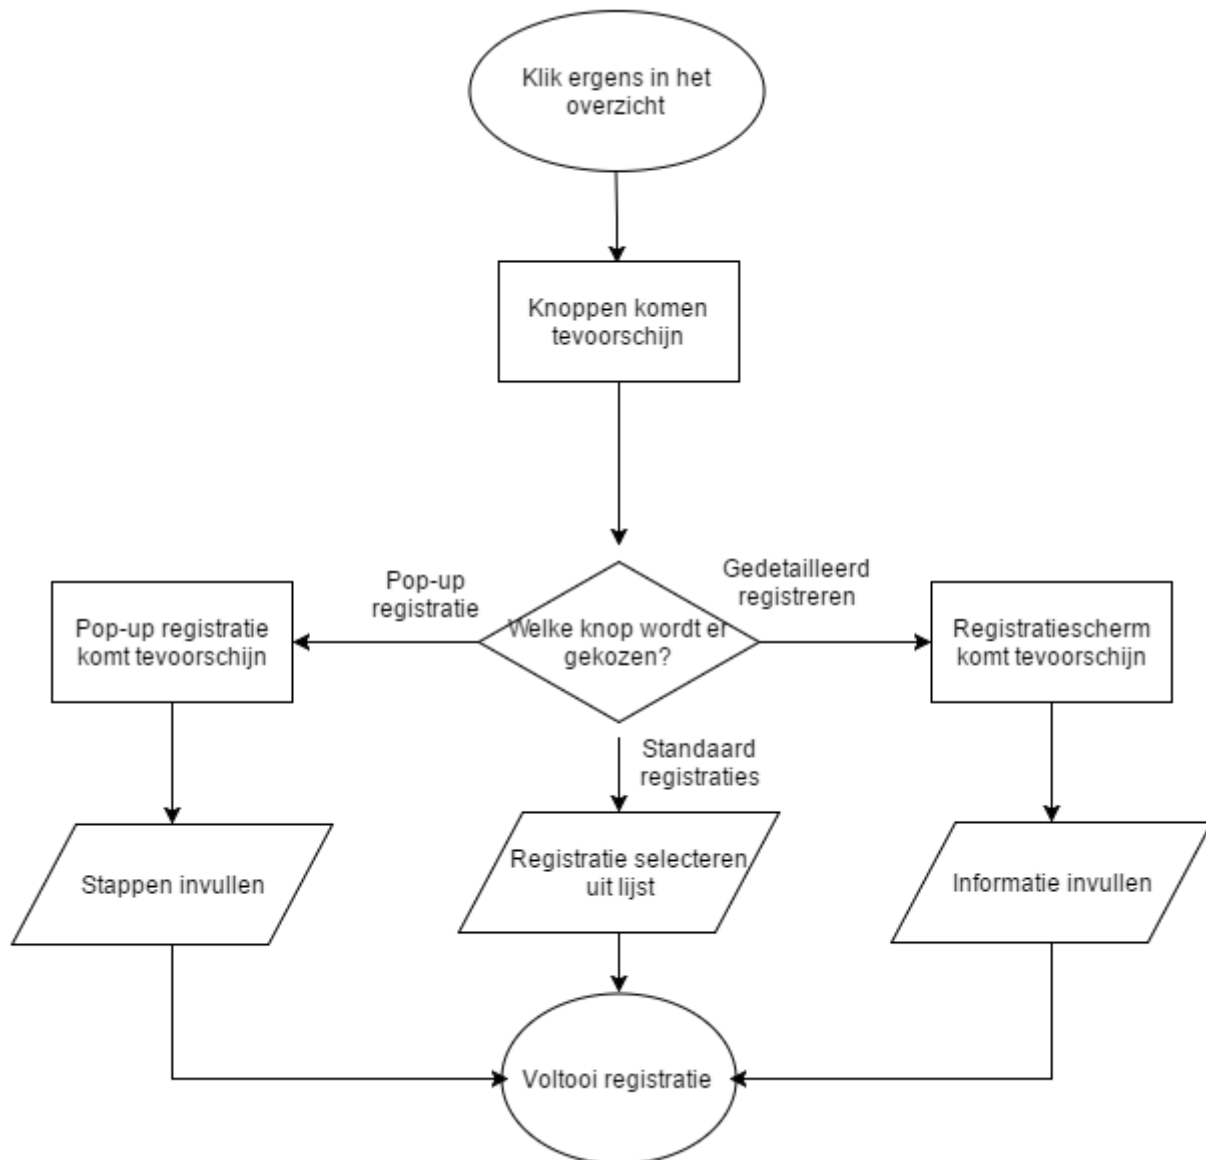 Klik ergens in het
overzicht
Knoppen komen
tevoorschijn
Pop-up
registratie
Gedetailleerd
registreren
Pop-up registratie
komt tevoorschijn
Welke knop wordt er
gekozen?
Registratiescherm
komt tevoorschijn
Standaard
registraties
Stappen invullen
Registratie selecteren
uit lijst
Informatie invullen
Voltooi registratie